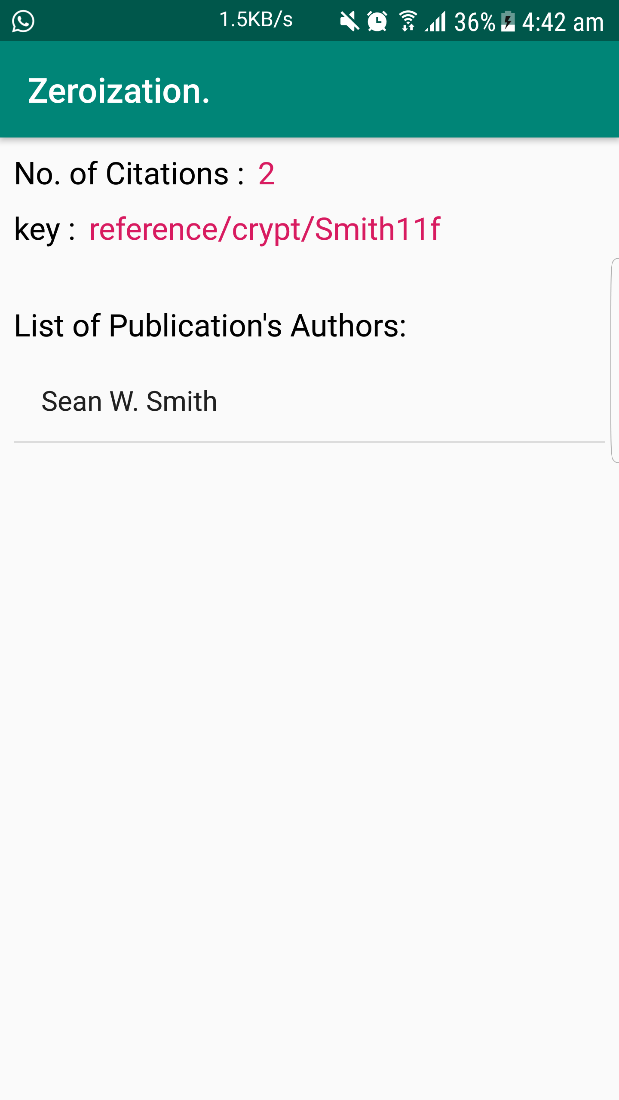 1.5KB/s 36% 4:42 am
Zeroization.
No. of Citations : 2
key : reference/crypt/Smith11f
List of Publication's Authors:
Sean W. Smith